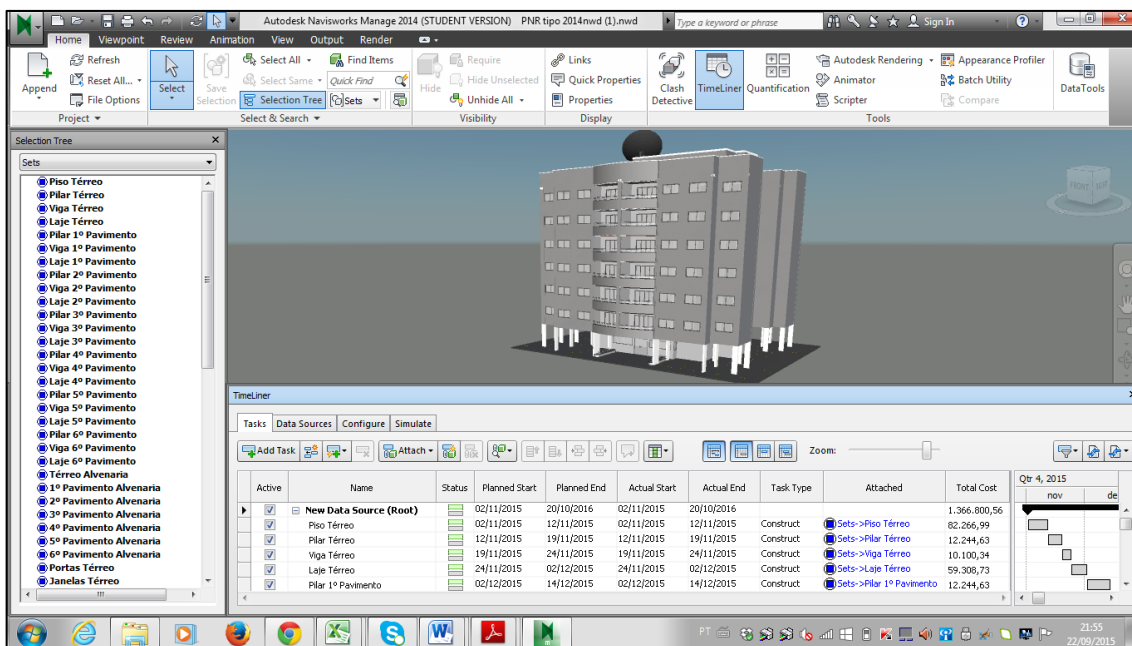 Autodesk Navisworks Manage 2014 (STUDENT VERSION) PNR tipo 2014nwd (1).nwd
Type a keyword or phrase
Sign In
Home Viewpoint Review Animation View Output Render
Append
Refresh
Reset All...
File Options
Project
Select
Save Selection
Select All
Select Same
Selection Tree
Find Items
Quick Find
Sets
Select & Search
Hide
Require
Hide Unselected
Unhide All
Visibility
Links
Quick Properties
Properties
Display
Clash Detective
TimeLiner
Quantification
Autodesk Rendering
Animator
Scripter
Appearance Profiler
Batch Utility
Compare
DataTools
Tools
Selection Tree
Sets
Piso Térreo
Pilar Térreo
Viga Térreo
Laje Térreo
Pilar 1º Pavimento
Viga 1º Pavimento
Laje 1º Pavimento
Pilar 2º Pavimento
Viga 2º Pavimento
Laje 2º Pavimento
Pilar 3º Pavimento
Viga 3º Pavimento
Laje 3º Pavimento
Pilar 4º Pavimento
Viga 4º Pavimento
Laje 4º Pavimento
Pilar 5º Pavimento
Viga 5º Pavimento
Laje 5º Pavimento
Pilar 6º Pavimento
Viga 6º Pavimento
Laje 6º Pavimento
Térreo Alvenaria
1º Pavimento Alvenaria
2º Pavimento Alvenaria
3º Pavimento Alvenaria
4º Pavimento Alvenaria
5º Pavimento Alvenaria
6º Pavimento Alvenaria
Portas Térreo
Janelas Térreo
FRONT
TimeLiner
Tasks Data Sources Configure Simulate
Add Task Attach Zoom:
Active Name Status Planned Start Planned End Actual Start Actual End Task Type Attached Total Cost Qtr 4, 2015
nov de
New Data Source (Root) 02/11/2015 20/10/2016 02/11/2015 20/10/2016 1.366.800,56
Piso Térreo 02/11/2015 12/11/2015 02/11/2015 12/11/2015 Construct Sets->Piso Térreo 82.266,99
Pilar Térreo 12/11/2015 19/11/2015 12/11/2015 19/11/2015 Construct Sets->Pilar Térreo 12.244,63
Viga Térreo 19/11/2015 24/11/2015 19/11/2015 24/11/2015 Construct Sets->Viga Térreo 10.100,34
Laje Térreo 24/11/2015 02/12/2015 24/11/2015 02/12/2015 Construct Sets->Laje Térreo 59.308,73
Pilar 1º Pavimento 02/12/2015 14/12/2015 02/12/2015 14/12/2015 Construct Sets->Pilar 1º Pavimento 12.244,63
PT
21:55
22/09/2015